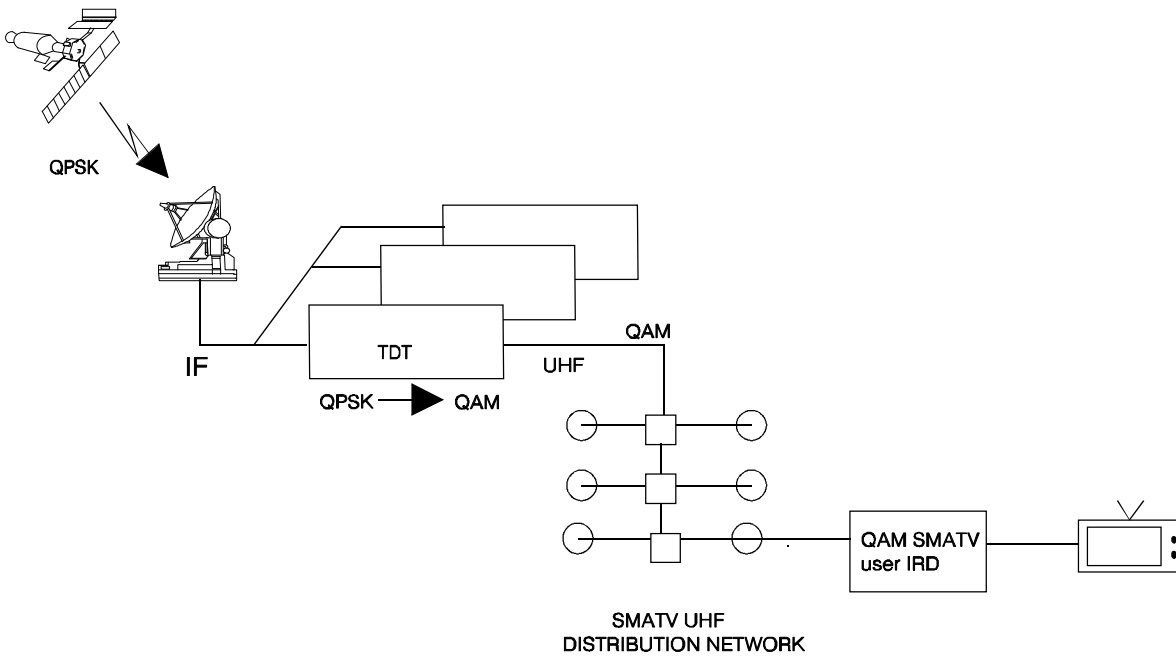 QPSK
IF
TDT
QPSK QAM
UHF
QAM
QAM SMATV
user IRD
SMATV UHF
DISTRIBUTION NETWORK